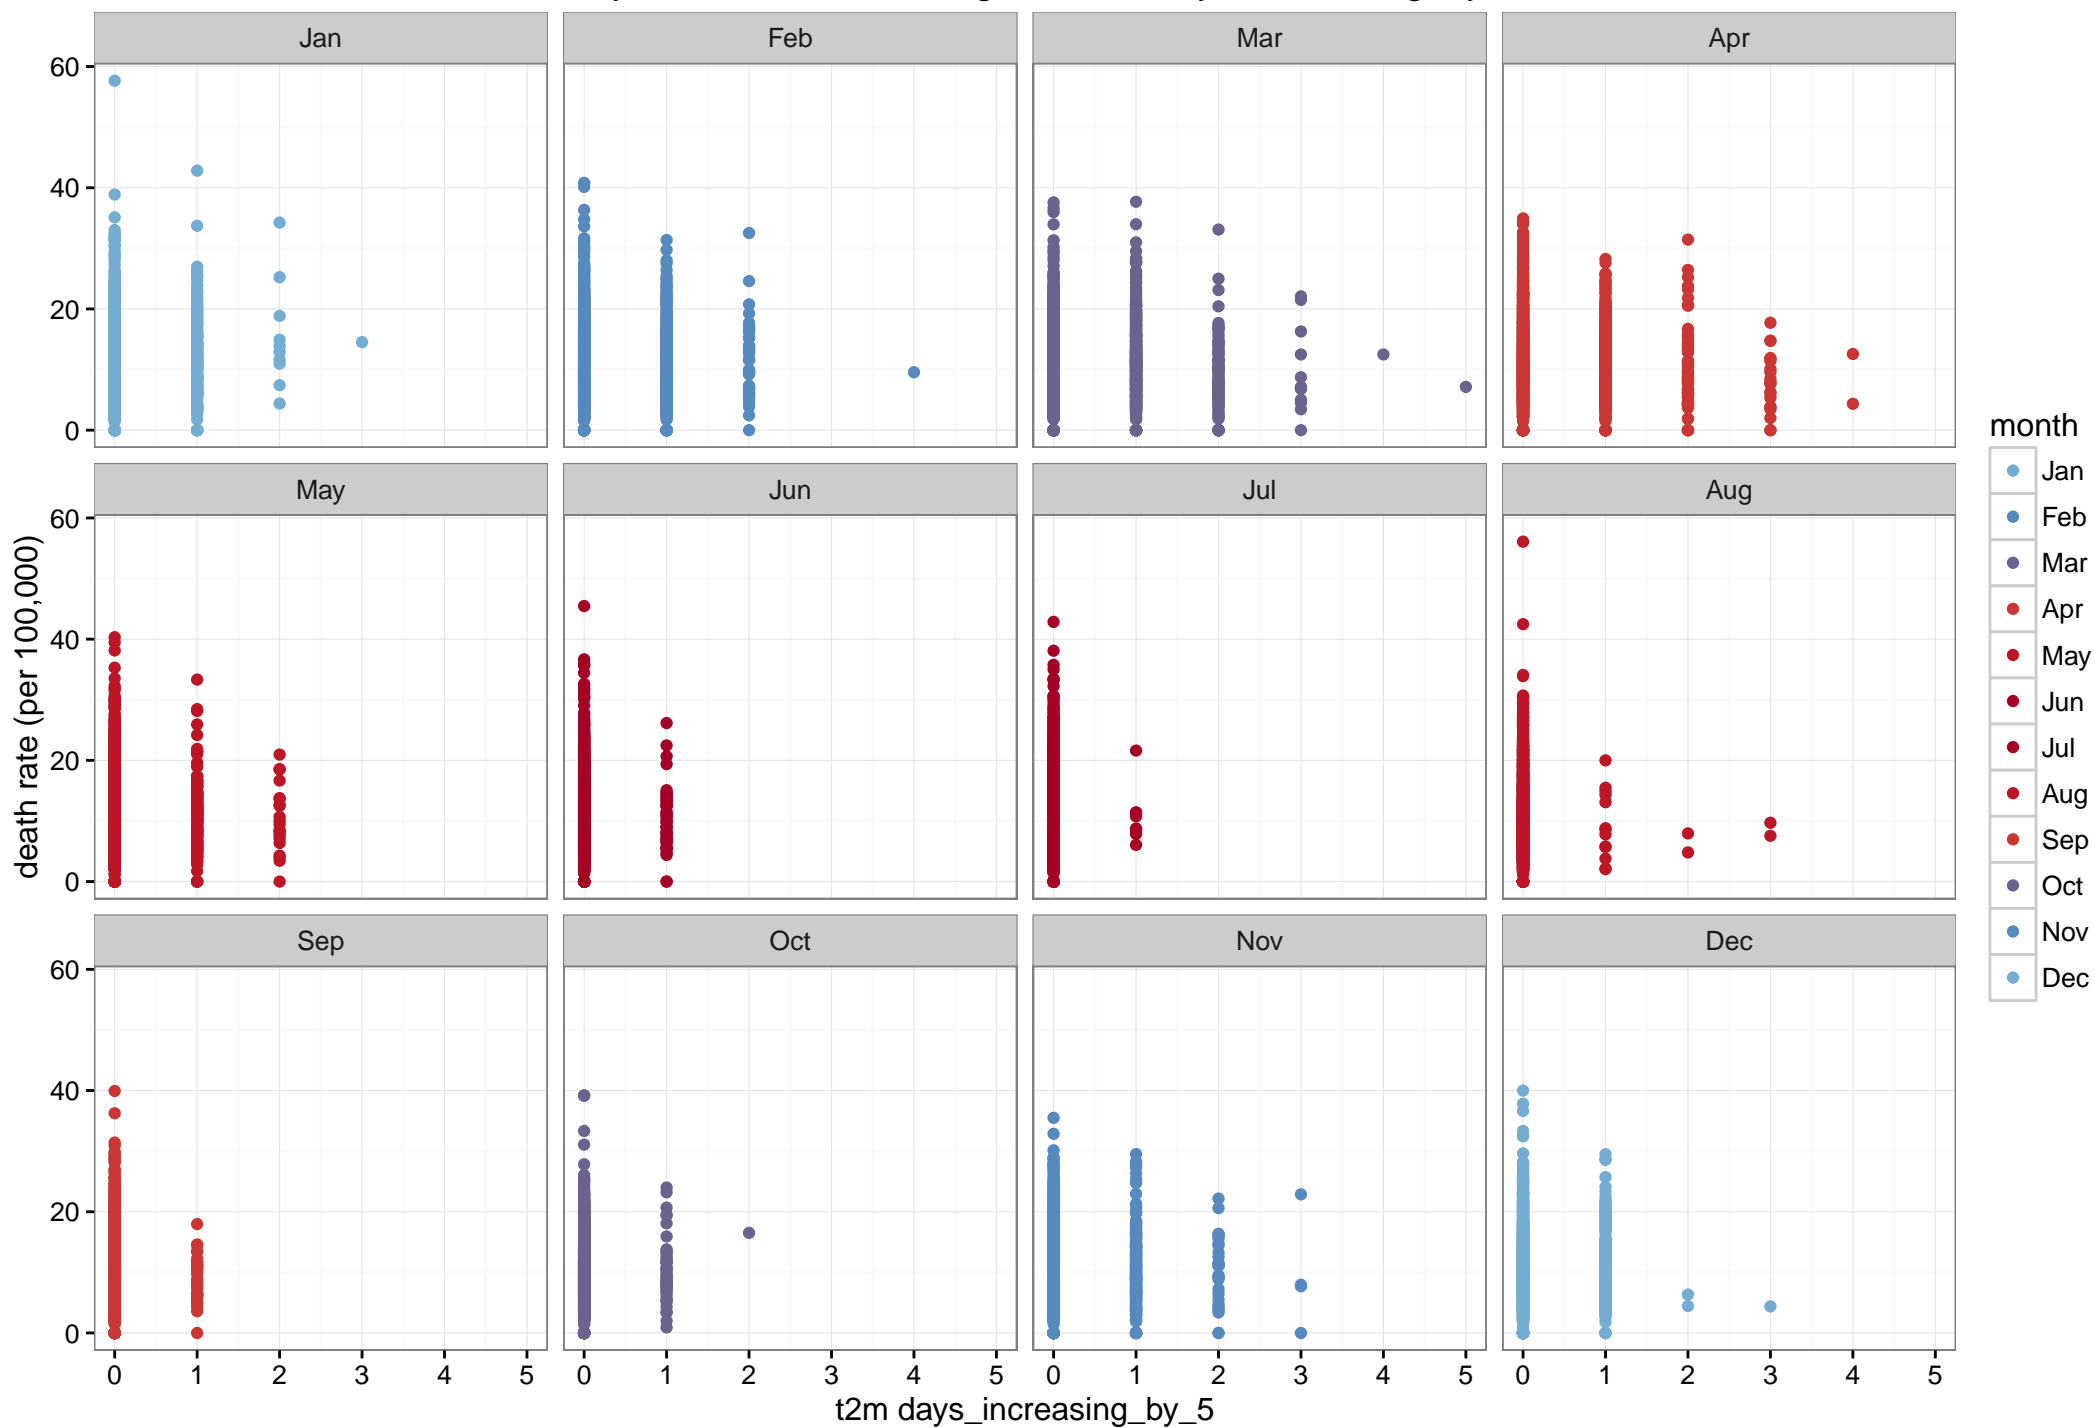 Jan Feb Mar Apr
60
40
20
0
May Jun Jul Aug
60
40
20
0
Sep Oct Nov Dec
60
40
20
0
0 1 2 3 4 5 0 1 2 3 4 5 0 1 2 3 4 5 0 1 2 3 4 5
t2m days_increasing_by_5
death rate (per 100,000)
month
Jan
Feb
Mar
Apr
May
Jun
Jul
Aug
Sep
Oct
Nov
Dec